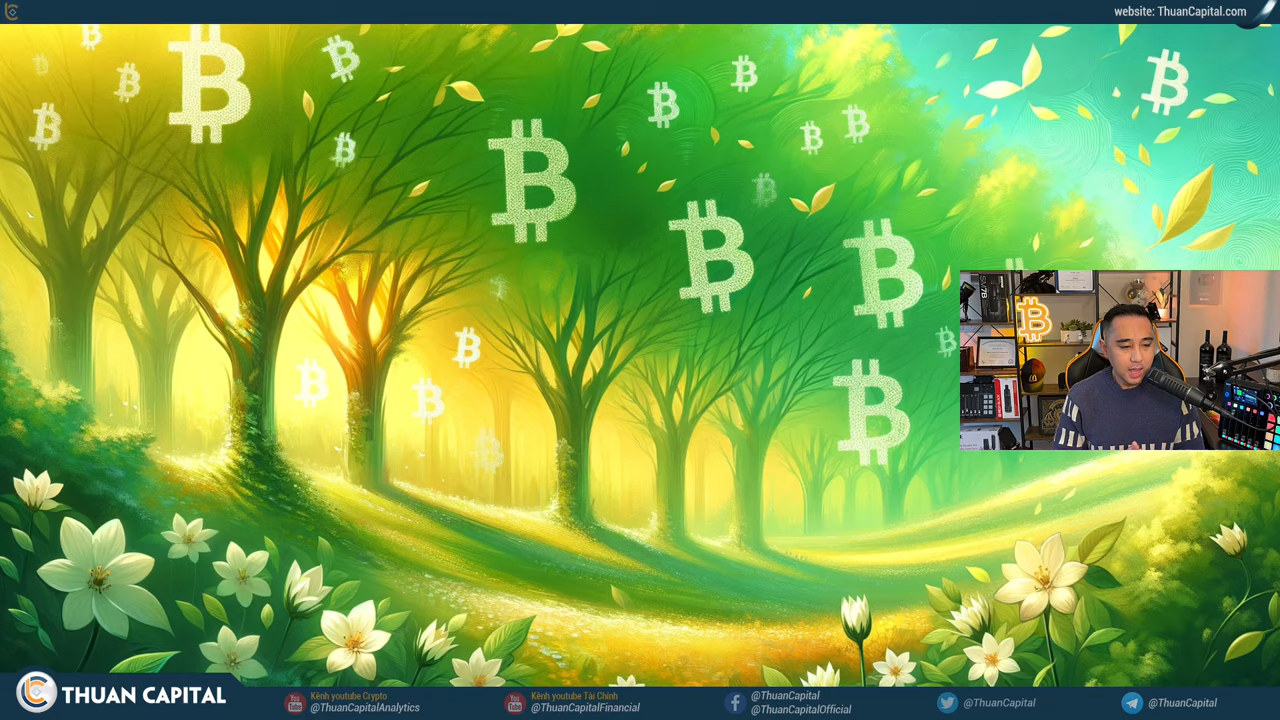 website: ThuanCapital.com
THUAN CAPITAL
Kênh youtube Crypto
@ThuanCapitalAnalytics
Kênh youtube Tài Chính
@ThuanCapitalFinancial
@ThuanCapital
@ThuanCapitalOfficial
@ThuanCapital
@ThuanCapital